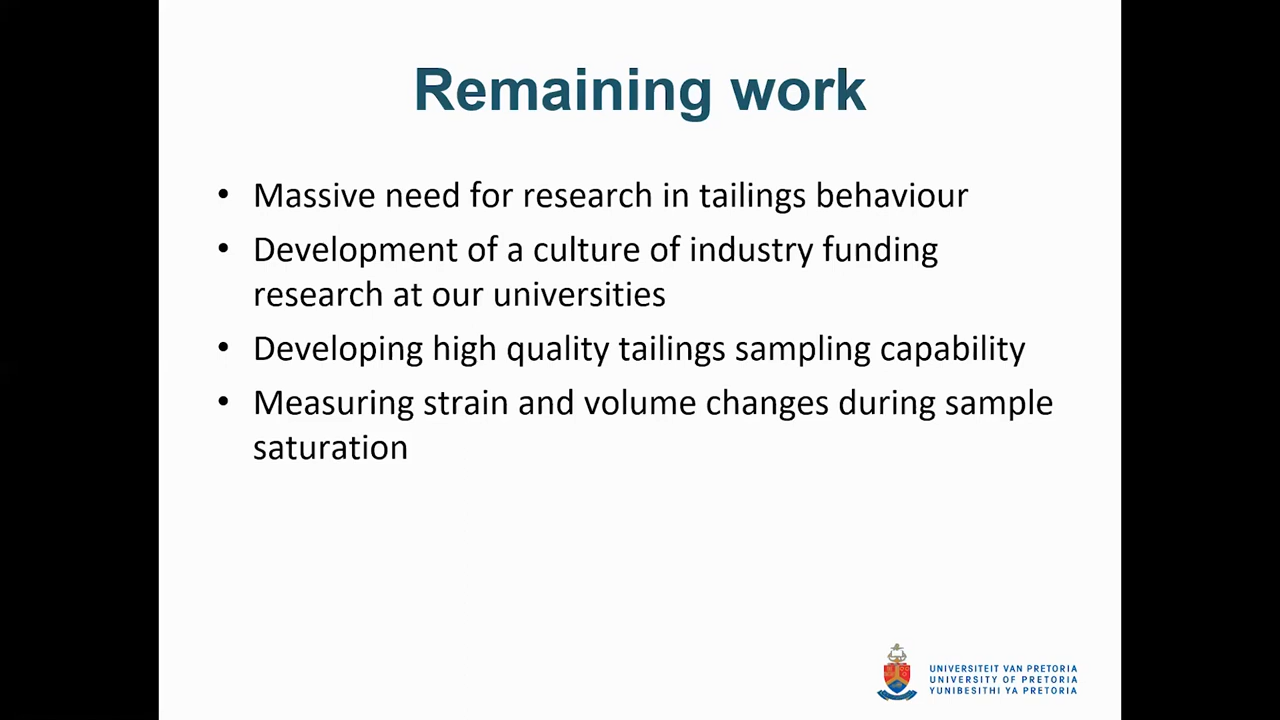 Remaining work
• Massive need for research in tailings behaviour
• Development of a culture of industry funding
research at our universities
• Developing high quality tailings sampling capability
• Measuring strain and volume changes during sample
saturation
UNIVERSITEIT VAN PRETORIA
UNIVERSITY OF PRETORIA
YUNIBESITHI YA PRETORIA